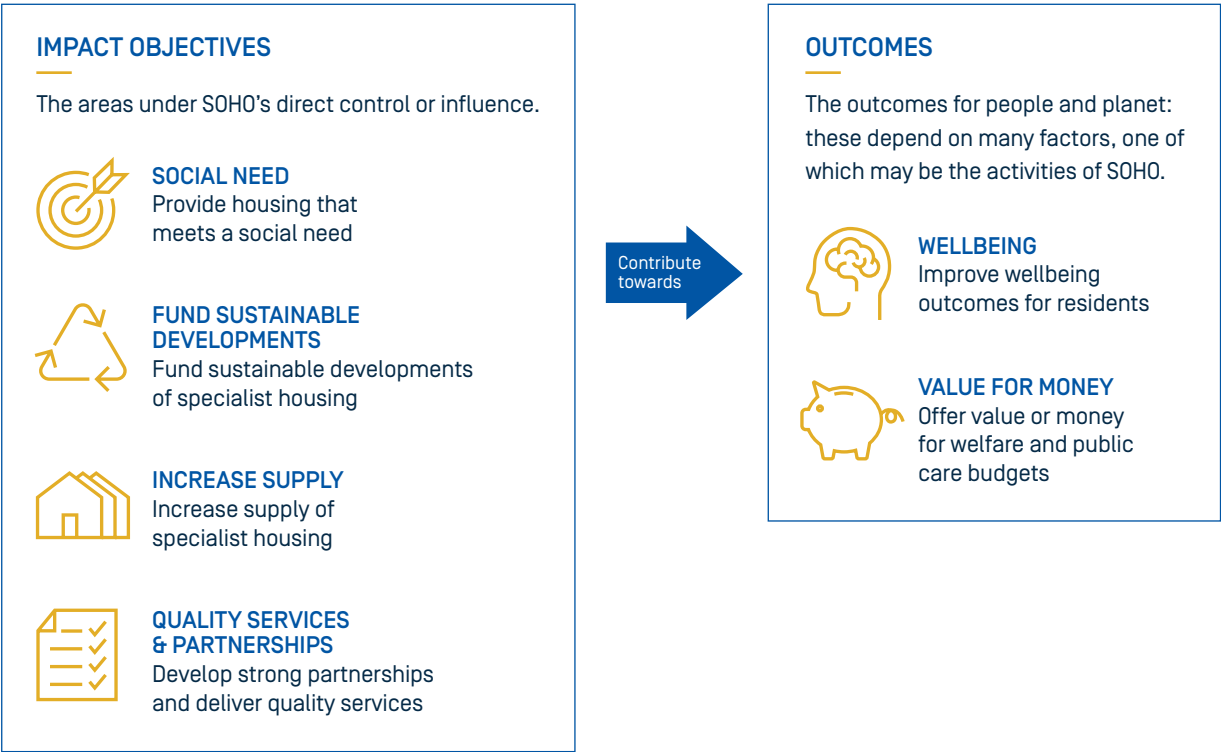 IMPACT OBJECTIVES
The areas under SOHO's direct control or influence.
SOCIAL NEED
Provide housing that
meets a social need
FUND SUSTAINABLE
DEVELOPMENTS
Fund sustainable developments
of specialist housing
INCREASE SUPPLY
Increase supply of
specialist housing
QUALITY SERVICES
& PARTNERSHIPS
Develop strong partnerships
and deliver quality services
Contribute
towards
OUTCOMES
The outcomes for people and planet:
these depend on many factors, one of
which may be the activities of SOHO.
WELLBEING
Improve wellbeing
outcomes for residents
VALUE FOR MONEY
Offer value or money
for welfare and public
care budgets